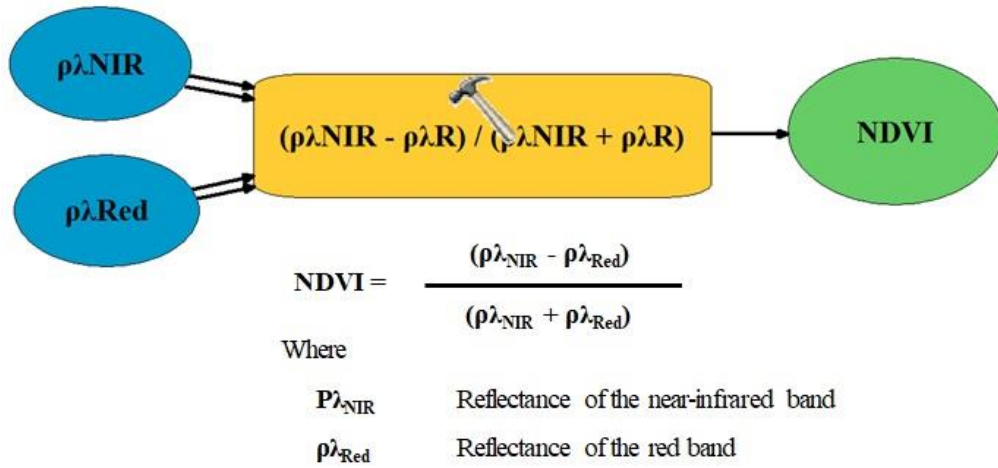 ρλNIR
(ρλNIR - ρλR) / (ρλNIR + ρλR)
NDVI
ρλRed
NDVI =
(ρλNIR - ρλRed)
(ρλNIR + ρλRed)
Where
PλNIR Reflectance of the near-infrared band
ρλRed Reflectance of the red band